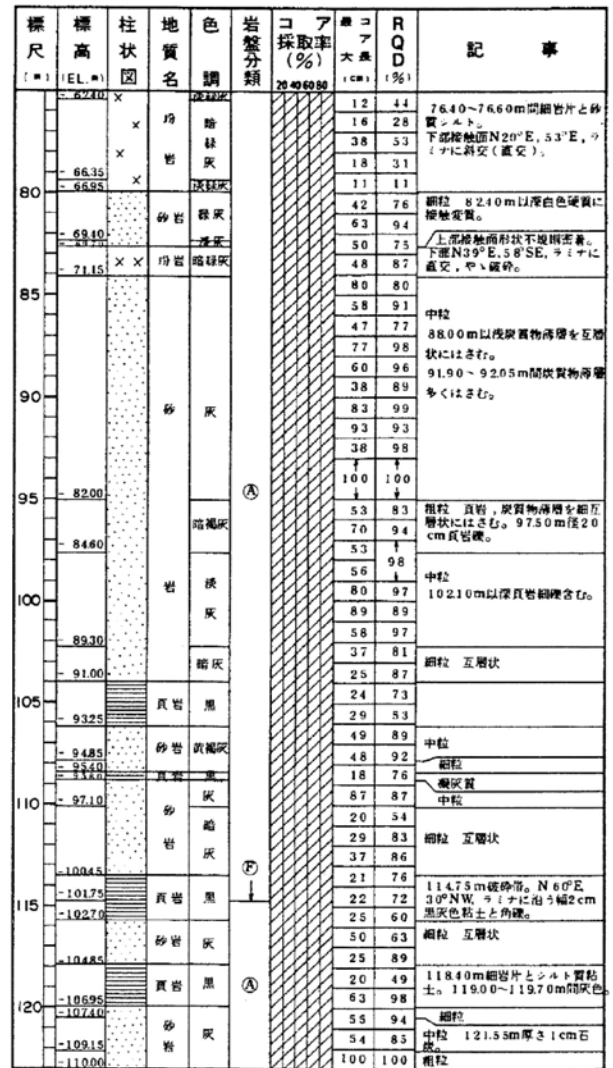 標尺(m) 標高(EL.m) 柱状図 地質名 色調 岩盤分類 コア採取率(%) 20 40 60 80 最大コア長(cm) RQD(%) 記事
80
85
90
95
100
105
110
115
120
- 62.40
- 66.35
- 66.95
- 69.40
- 71.15
- 82.00
- 84.60
- 89.30
- 91.00
- 93.25
- 94.85
- 95.40
- 97.10
-100.45
-101.75
-102.70
-104.85
-106.95
-107.40
-109.15
-110.00
玢岩 暗緑灰
淡緑灰
砂岩 緑灰
玢岩 暗緑灰
砂岩 灰
暗褐灰
淡灰
暗灰
頁岩 黒
砂岩 黄褐灰
頁岩 黒
砂岩 灰
暗灰
頁岩 黒
砂岩 灰
頁岩 黒
砂岩 灰
Ⓐ
Ⓕ
Ⓐ
12 44
16 28
38 53
18 31
11 11
42 76
63 94
50 75
48 87
80 80
58 91
47 77
77 98
60 96
38 89
83 99
93 93
38 98
100 100
53 83
70 94
53
98
56
80 97
89 89
58 97
37 81
25 87
24 73
29 53
49 89
48 92
18 76
87 87
20 54
29 83
37 86
21 76
22 72
25 60
50 63
25 89
20 49
63 98
55 94
54 85
100 100
76.40~76.60m間細岩片と砂
質シルト。
下部接触面N29°E,53°E,ラ
ミナに斜交(直交)。
細粒 82.40m以深白色硬質に
接触変質。
上部接触面形状不規則密着。
下部N39°E,58°SE,ラミナに
直交,やゝ破砕。
中粒
88.00m以浅炭質物薄層を互層
状にはさむ。
91.90~92.05m間炭質物薄層
多くはさむ。
粗粒 頁岩,炭質物薄層を細互
層状にはさむ。97.50m径20
cm頁岩礫。
中粒
102.10m以深頁岩細礫含む。
細粒 互層状
中粒
細粒
凝灰質
中粒
細粒 互層状
114.75m破砕帯。N60°E,
30°NW,ラミナに沿う幅2cm
黒灰色粘土と角礫。
細粒 互層状
118.40m細岩片とシルト質粘
土。119.00~119.70m間灰色。
細粒
中粒 121.55m厚さ1cm石
炭。
粗粒